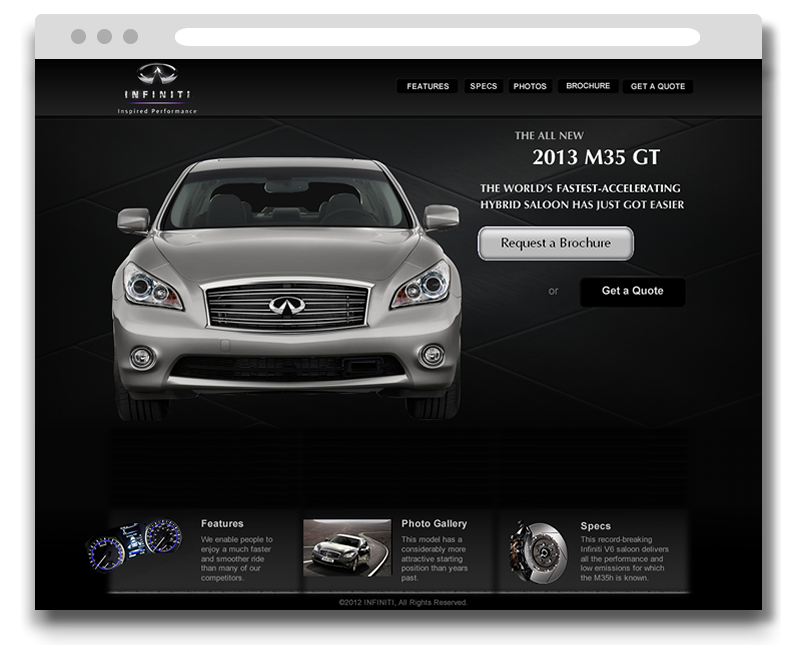 INFINITI
Inspired Performance
FEATURES
SPECS
PHOTOS
BROCHURE
GET A QUOTE
THE ALL NEW
2013 M35 GT
THE WORLD'S FASTEST-ACCELERATING
HYBRID SALOON HAS JUST GOT EASIER
Request a Brochure
or
Get a Quote
Features
We enable people to
enjoy a much faster
and smoother ride
than many of our
competitors.
Photo Gallery
This model has a
considerably more
attractive starting
position than years
past.
Specs
This record-breaking
Infiniti V6 saloon delivers
all the performance and
low emissions for which
the M35h is known.
©2012 INFINITI, All Rights Reserved.